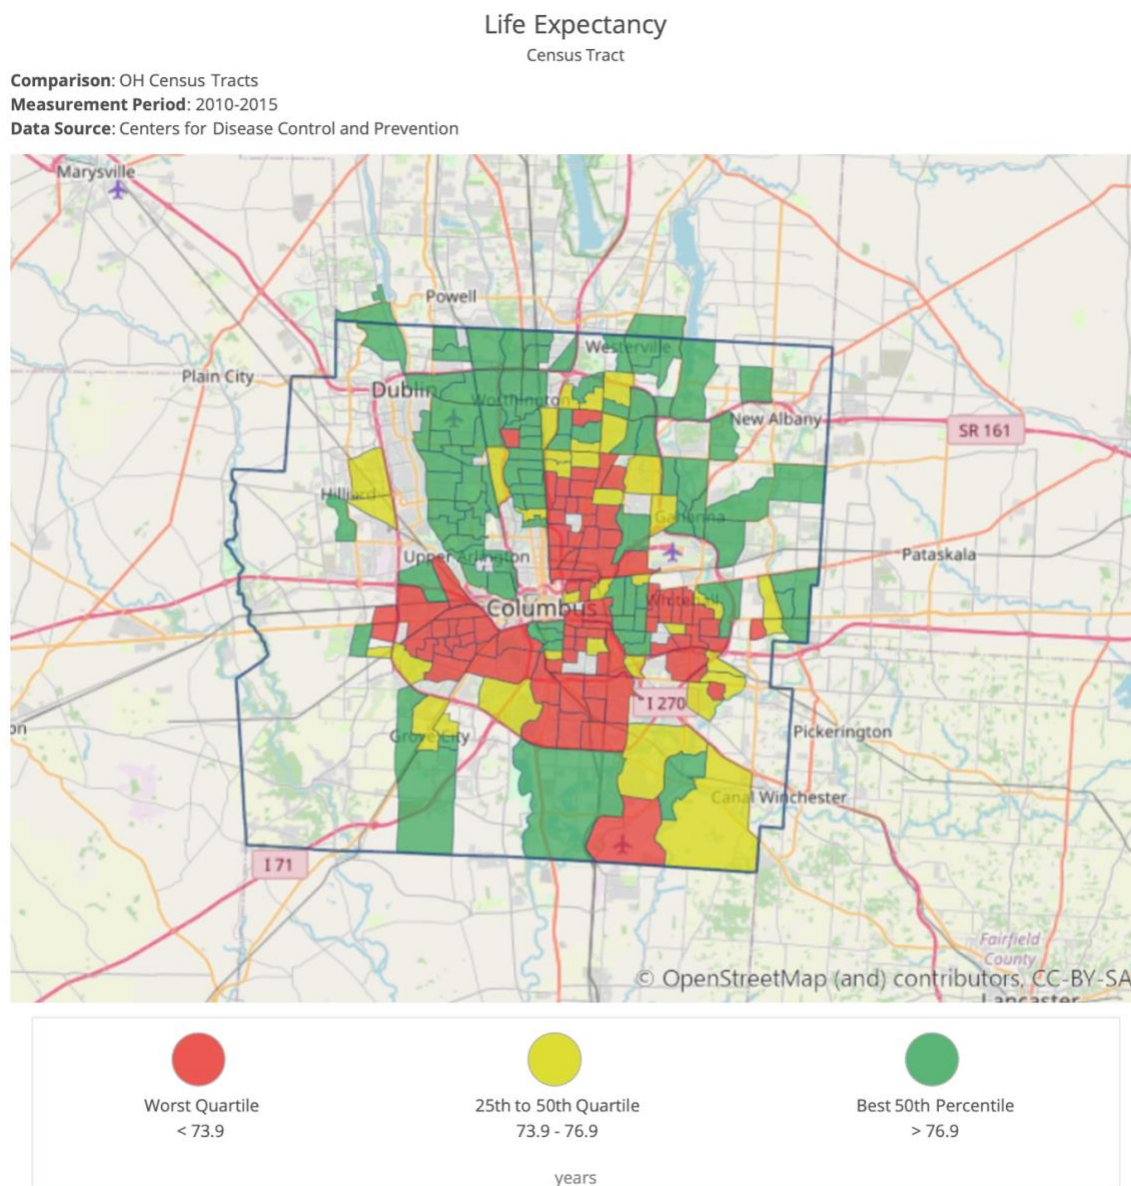 Life Expectancy
Census Tract
Comparison: OH Census Tracts
Measurement Period: 2010-2015
Data Source: Centers for Disease Control and Prevention
Marysville
Powell
Westerville
Plain City
Dublin
Worthington
New Albany
SR 161
Hilliard
Gahanna
Upper Arlington
Pataskala
Columbus
Whitehall
I 270
on
Grove City
Pickerington
Canal Winchester
I 71
Fairfield
County
© OpenStreetMap (and) contributors, CC-BY-SA
Lancaster
Worst Quartile
< 73.9
25th to 50th Quartile
73.9 - 76.9
Best 50th Percentile
> 76.9
years